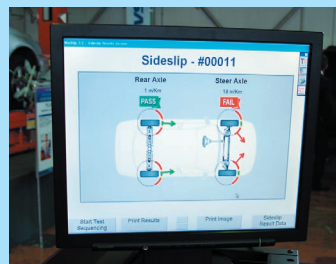 Sideslip - #00011
Rear Axle
Steer Axle
1 m/Km
18 m/Km
PASS
FAIL
Start Test
Sequencing
Print Results
Print Image
Sideslip
Result Data